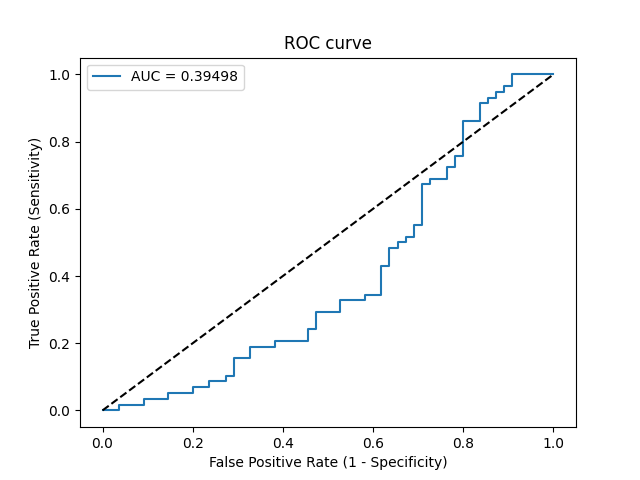 ROC curve
AUC = 0.39498
True Positive Rate (Sensitivity)
1.0
0.8
0.6
0.4
0.2
0.0
0.0 0.2 0.4 0.6 0.8 1.0
False Positive Rate (1 - Specificity)